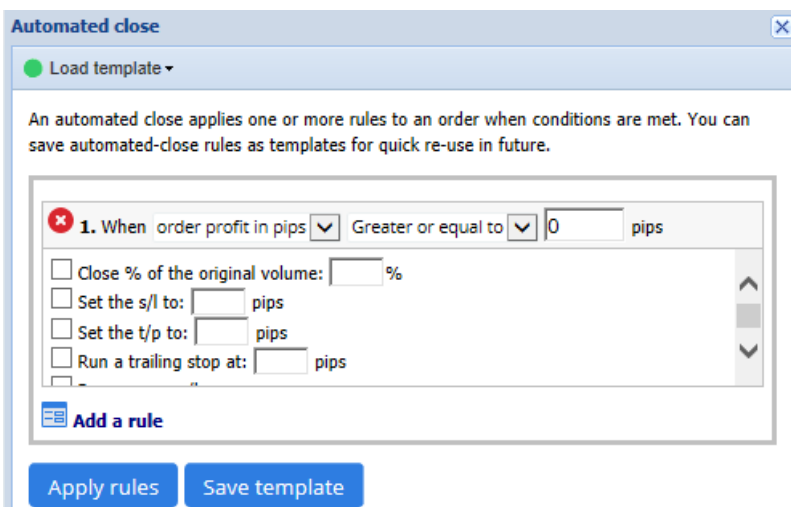 Automated close
Load template
An automated close applies one or more rules to an order when conditions are met. You can
save automated-close rules as templates for quick re-use in future.
1. When order profit in pips Greater or equal to 0 pips
Close % of the original volume: %
Set the s/l to: pips
Set the t/p to: pips
Run a trailing stop at: pips
Add a rule
Apply rules Save template